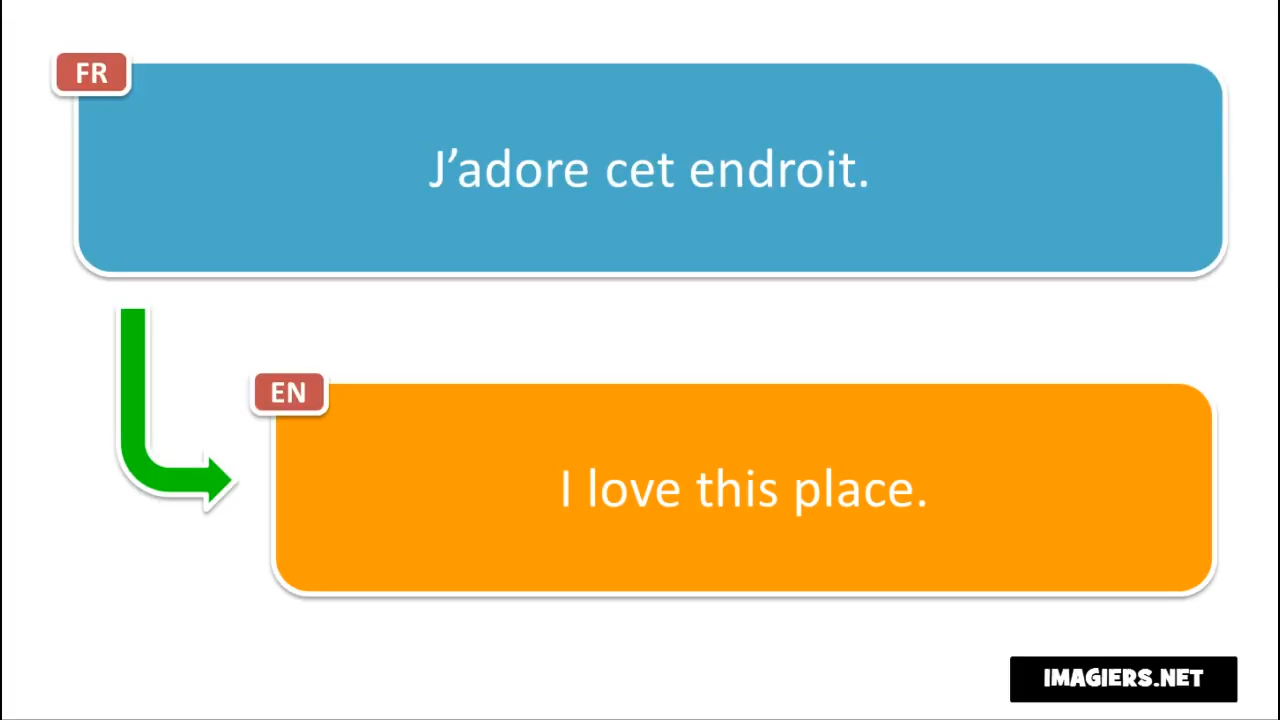 FR
J’adore cet endroit.
EN
I love this place.
IMAGIERS.NET